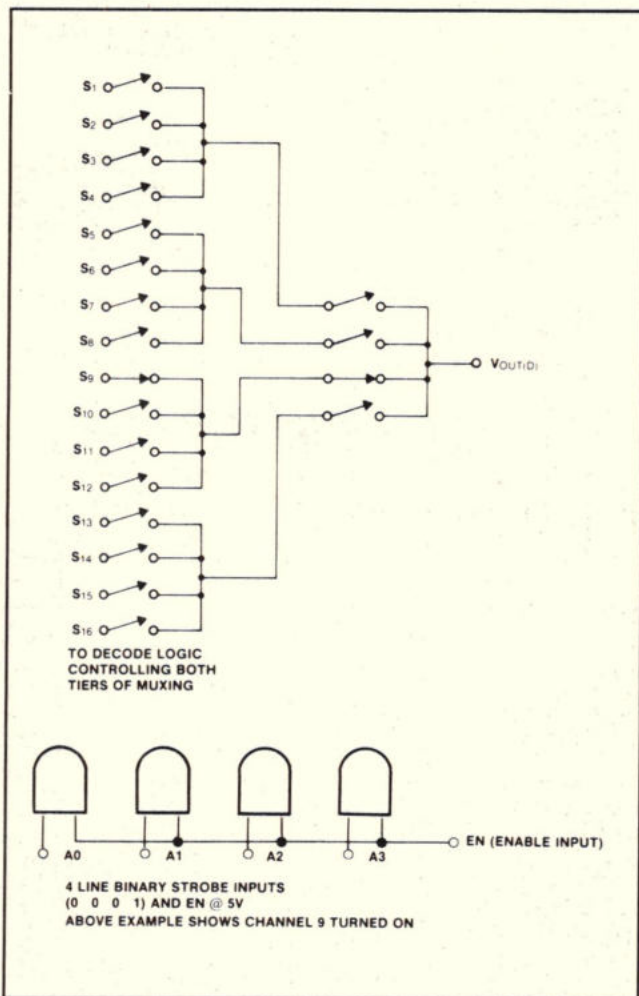 S1
S2
S3
S4
S5
S6
S7
S8
S9
S10
S11
S12
S13
S14
S15
S16
VOUT(D)
TO DECODE LOGIC
CONTROLLING BOTH
TIERS OF MUXING
A0 A1 A2 A3 EN (ENABLE INPUT)
4 LINE BINARY STROBE INPUTS
(0 0 0 1) AND EN @ 5V
ABOVE EXAMPLE SHOWS CHANNEL 9 TURNED ON